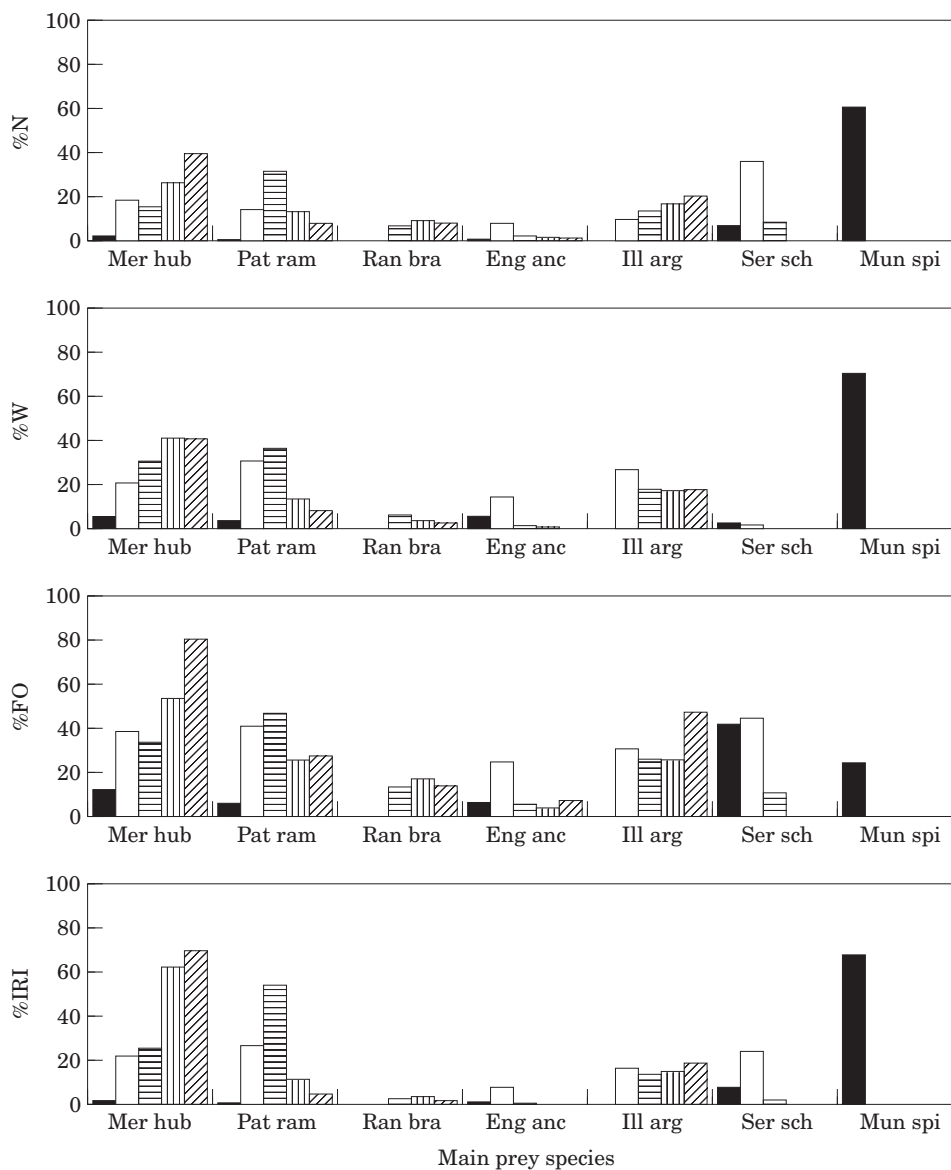 100
80
60
40
20
0
%N
Mer hub Pat ram Ran bra Eng anc Ill arg Ser sch Mun spi
100
80
60
40
20
0
%W
Mer hub Pat ram Ran bra Eng anc Ill arg Ser sch Mun spi
100
80
60
40
20
0
%FO
Mer hub Pat ram Ran bra Eng anc Ill arg Ser sch Mun spi
100
80
60
40
20
0
%IRI
Mer hub Pat ram Ran bra Eng anc Ill arg Ser sch Mun spi
Main prey species